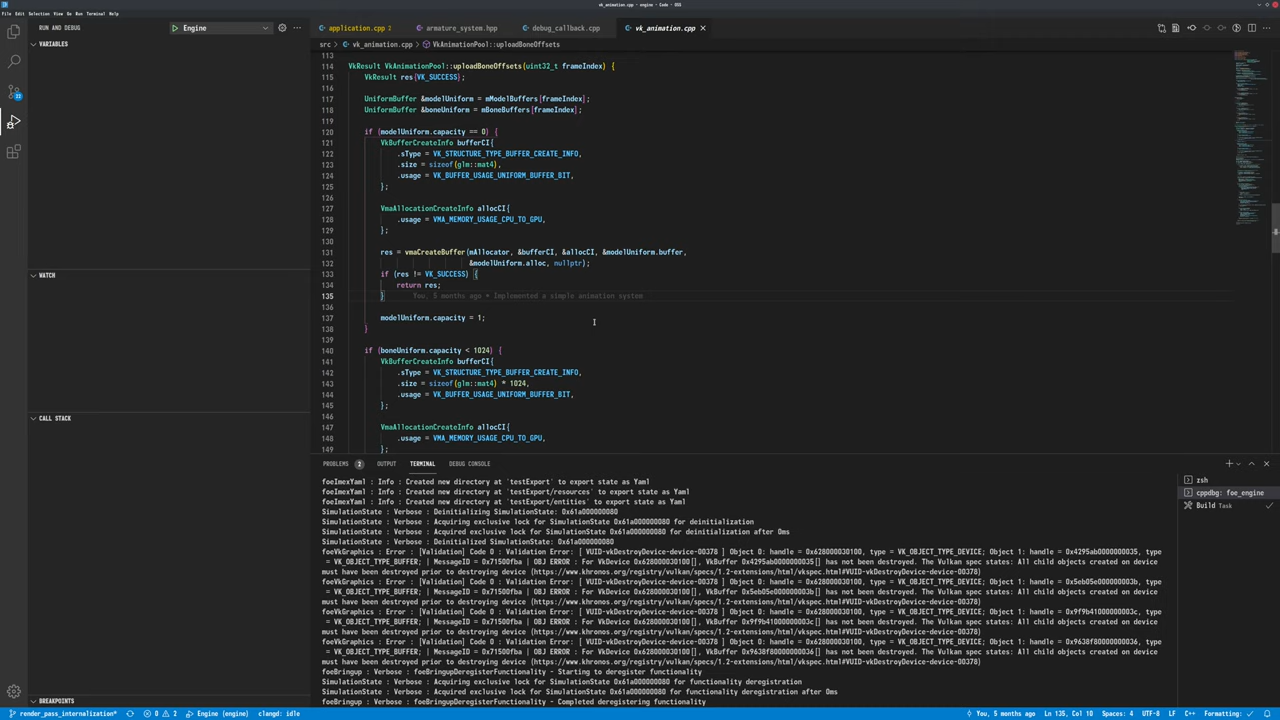 vk_animation.cpp - engine - Code - OSS
File Edit Selection View Go Run Terminal Help
RUN AND DEBUG
Engine
application.cpp 2
armature_system.hpp
debug_callback.cpp
vk_animation.cpp
src > vk_animation.cpp > VkAnimationPool::uploadBoneOffsets
VARIABLES
WATCH
CALL STACK
BREAKPOINTS
113
114 VkResult VkAnimationPool::uploadBoneOffsets(uint32_t frameIndex) {
115 VkResult res{VK_SUCCESS};
116
117 UniformBuffer &modelUniform = mModelBuffers[frameIndex];
118 UniformBuffer &boneUniform = mBoneBuffers[frameIndex];
119
120 if (modelUniform.capacity == 0) {
121 VkBufferCreateInfo bufferCI{
122 .sType = VK_STRUCTURE_TYPE_BUFFER_CREATE_INFO,
123 .size = sizeof(glm::mat4),
124 .usage = VK_BUFFER_USAGE_UNIFORM_BUFFER_BIT,
125 };
126
127 VmaAllocationCreateInfo allocCI{
128 .usage = VMA_MEMORY_USAGE_CPU_TO_GPU,
129 };
130
131 res = vmaCreateBuffer(mAllocator, &bufferCI, &allocCI, &modelUniform.buffer,
132 &modelUniform.alloc, nullptr);
133 if (res != VK_SUCCESS) {
134 return res;
135 } You, 5 months ago • Implemented a simple animation system
136
137 modelUniform.capacity = 1;
138 }
139
140 if (boneUniform.capacity < 1024) {
141 VkBufferCreateInfo bufferCI{
142 .sType = VK_STRUCTURE_TYPE_BUFFER_CREATE_INFO,
143 .size = sizeof(glm::mat4) * 1024,
144 .usage = VK_BUFFER_USAGE_UNIFORM_BUFFER_BIT,
145 };
146
147 VmaAllocationCreateInfo allocCI{
148 .usage = VMA_MEMORY_USAGE_CPU_TO_GPU,
149 };
PROBLEMS 2 OUTPUT TERMINAL DEBUG CONSOLE
zsh
cppdbg: foe_engine
Build Task
foeImexYaml : Info : Created new directory at `testExport` to export state as Yaml
foeImexYaml : Info : Created new directory at `testExport/resources` to export state as Yaml
foeImexYaml : Info : Created new directory at `testExport/entities` to export state as Yaml
SimulationState : Verbose : Deinitializing SimulationState: 0x61a000000080
SimulationState : Verbose : Acquiring exclusive lock for SimulationState 0x61a000000080 for deinitialization
SimulationState : Verbose : Acquired exclusive lock for SimulationState 0x61a000000080 for deinitialization after 0ms
SimulationState : Verbose : Deinitialized SimulationState: 0x61a000000080
foeVkGraphics : Error : [Validation] Code 0 : Validation Error: [ VUID-vkDestroyDevice-device-00378 ] Object 0: handle = 0x628000030100, type = VK_OBJECT_TYPE_DEVICE; Object 1: handle = 0x4295ab0000000035, type
= VK_OBJECT_TYPE_BUFFER; | MessageID = 0x71500fba | OBJ ERROR : For VkDevice 0x628000030100[], VkBuffer 0x4295ab0000000035[] has not been destroyed. The Vulkan spec states: All child objects created on device
must have been destroyed prior to destroying device (https://www.khronos.org/registry/vulkan/specs/1.2-extensions/html/vkspec.html#VUID-vkDestroyDevice-device-00378)
foeVkGraphics : Error : [Validation] Code 0 : Validation Error: [ VUID-vkDestroyDevice-device-00378 ] Object 0: handle = 0x628000030100, type = VK_OBJECT_TYPE_DEVICE; Object 1: handle = 0x5eb05e000000003b, type
= VK_OBJECT_TYPE_BUFFER; | MessageID = 0x71500fba | OBJ ERROR : For VkDevice 0x628000030100[], VkBuffer 0x5eb05e000000003b[] has not been destroyed. The Vulkan spec states: All child objects created on device
must have been destroyed prior to destroying device (https://www.khronos.org/registry/vulkan/specs/1.2-extensions/html/vkspec.html#VUID-vkDestroyDevice-device-00378)
foeVkGraphics : Error : [Validation] Code 0 : Validation Error: [ VUID-vkDestroyDevice-device-00378 ] Object 0: handle = 0x628000030100, type = VK_OBJECT_TYPE_DEVICE; Object 1: handle = 0x9f9b41000000003c, type
= VK_OBJECT_TYPE_BUFFER; | MessageID = 0x71500fba | OBJ ERROR : For VkDevice 0x628000030100[], VkBuffer 0x9f9b41000000003c[] has not been destroyed. The Vulkan spec states: All child objects created on device
must have been destroyed prior to destroying device (https://www.khronos.org/registry/vulkan/specs/1.2-extensions/html/vkspec.html#VUID-vkDestroyDevice-device-00378)
foeVkGraphics : Error : [Validation] Code 0 : Validation Error: [ VUID-vkDestroyDevice-device-00378 ] Object 0: handle = 0x628000030100, type = VK_OBJECT_TYPE_DEVICE; Object 1: handle = 0x9638f80000000036, type
= VK_OBJECT_TYPE_BUFFER; | MessageID = 0x71500fba | OBJ ERROR : For VkDevice 0x628000030100[], VkBuffer 0x9638f80000000036[] has not been destroyed. The Vulkan spec states: All child objects created on device
must have been destroyed prior to destroying device (https://www.khronos.org/registry/vulkan/specs/1.2-extensions/html/vkspec.html#VUID-vkDestroyDevice-device-00378)
foeBringup : Verbose : foeBringupDeregisterFunctionality - Starting to deregister functionality
SimulationState : Verbose : Acquiring exclusive lock for SimulationState 0x61a000000080 for functionality deregistration
SimulationState : Verbose : Acquired exclusive lock for SimulationState 0x61a000000080 for functionality deregistration after 0ms
foeBringup : Verbose : foeBringupDeregisterFunctionality - Completed deregistering functionality
render_pass_internalization* 0 2 Engine (engine) clangd: idle You, 5 months ago Ln 135, Col 10 Spaces: 4 UTF-8 LF C++ Formatting: